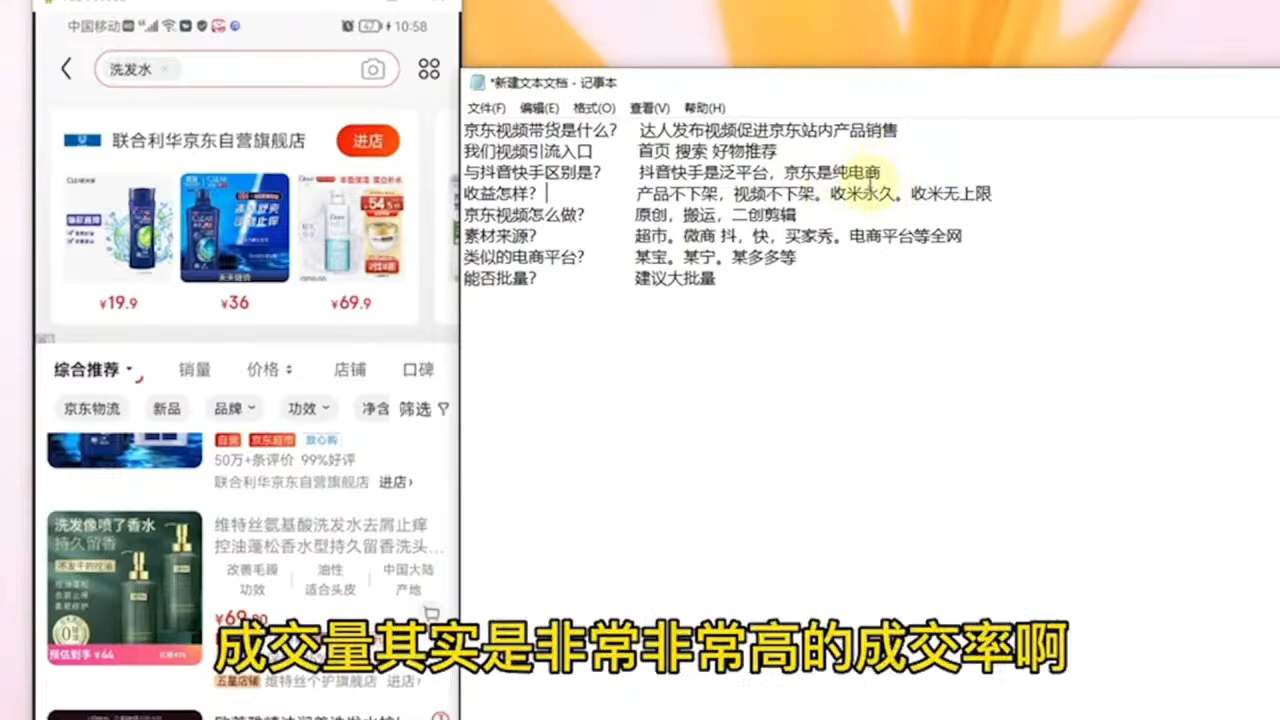 中国移动
67
10:58
洗发水 ×
联合利华京东自营旗舰店
进店
CLEAR
¥19.9
¥36
¥69.9
综合推荐
销量
价格
店铺
口碑
京东物流
新品
品牌
功效
净含
筛选
自营 京东超市 放心购
50万+条评价 99%好评
联合利华京东自营旗舰店 进店›
洗发像喷了香水
持久留香
预估到手 ¥44
维特丝氨基酸洗发水去屑止痒
控油蓬松香水型持久留香洗头...
改善毛躁 油性 中国大陆
功效 适合头皮 产地
五星店铺 维特丝个护旗舰店 进店›
*新建文本文档 - 记事本
文件(F) 编辑(E) 格式(O) 查看(V) 帮助(H)
京东视频带货是什么? 达人发布视频促进京东站内产品销售
我们视频引流入口 首页 搜索 好物推荐
与抖音快手区别是? 抖音快手是泛平台，京东是纯电商
收益怎样? 产品不下架，视频不下架。收米永久。收米无上限
京东视频怎么做? 原创，搬运，二创剪辑
素材来源? 超市。微商 抖，快，买家秀。电商平台等全网
类似的电商平台? 某宝。某宁。某多多等
能否批量? 建议大批量
成交量其实是非常非常高的成交率啊